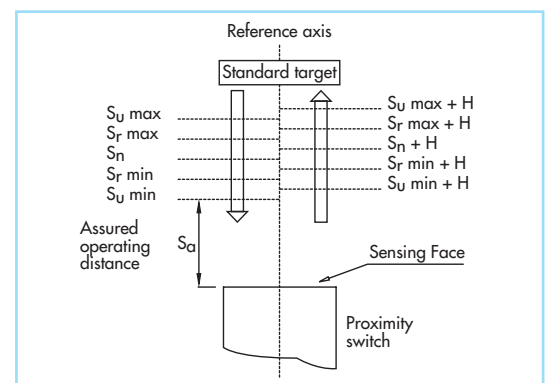 Reference axis
Standard target
Su max
Sr max
Sn
Sr min
Su min
Su max + H
Sr max + H
Sn + H
Sr min + H
Su min + H
Assured
operating
distance
Sa
Sensing Face
Proximity
switch